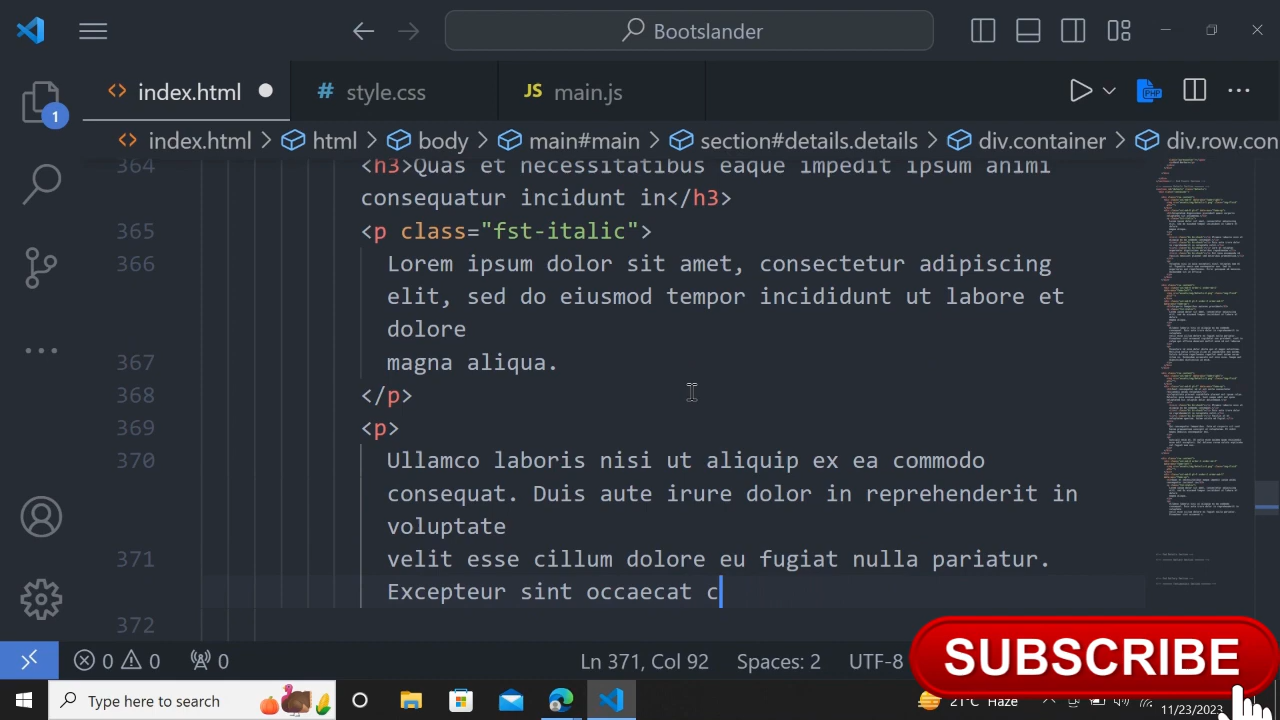 Bootslander
1
index.html
# style.css
JS main.js
PHP
index.html > html > body > main#main > section#details.details > div.container > div.row.con
364 <h3>Quas et necessitatibus eaque impedit ipsum animi
consequatur incidunt in</h3>
365 <p class="fst-italic">
366 Lorem ipsum dolor sit amet, consectetur adipiscing
elit, sed do eiusmod tempor incididunt ut labore et
dolore
367 magna aliqua.
368 </p>
369 <p>
370 Ullamco laboris nisi ut aliquip ex ea commodo
consequat. Duis aute irure dolor in reprehenderit in
voluptate
371 velit esse cillum dolore eu fugiat nulla pariatur.
Excepteur sint occaecat c
372
0 0 0
Ln 371, Col 92 Spaces: 2 UTF-8
SUBSCRIBE
Type here to search
21°C Haze
11/23/2023